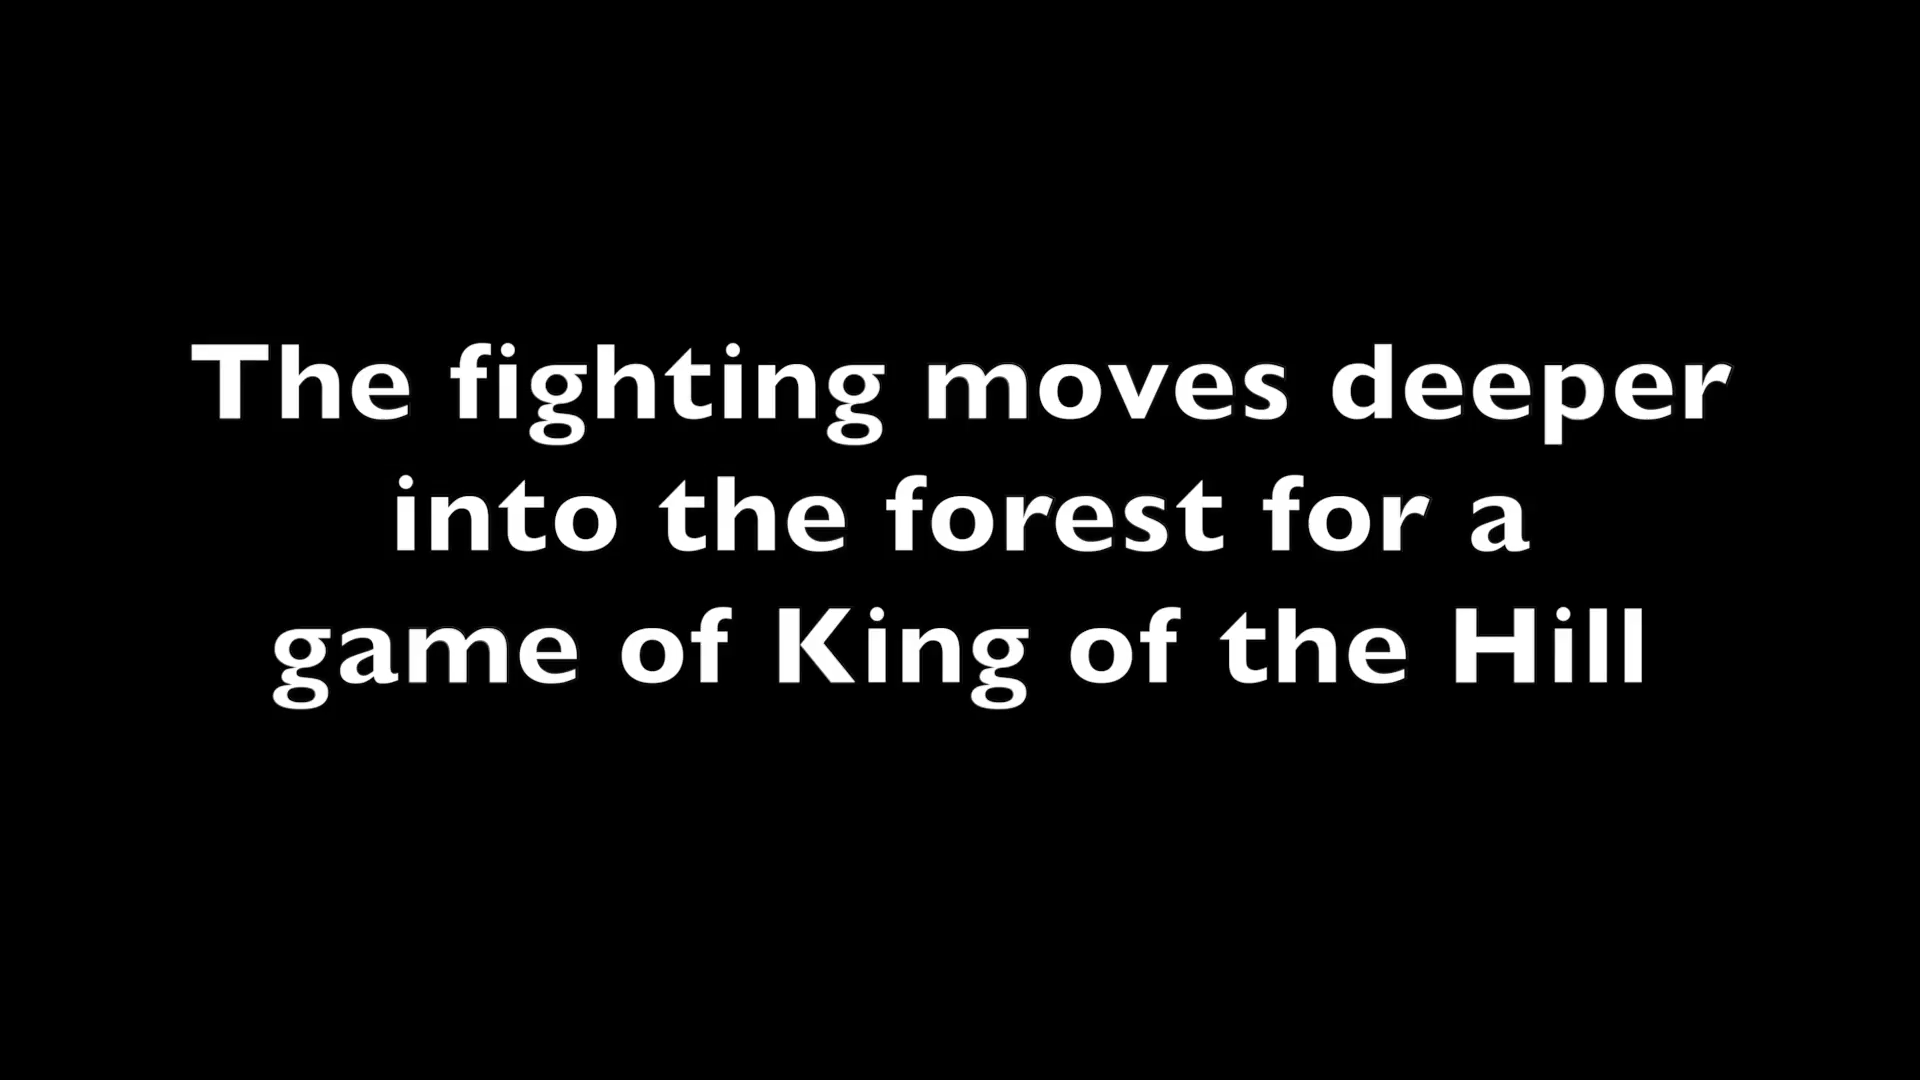 The fighting moves deeper
into the forest for a
game of King of the Hill